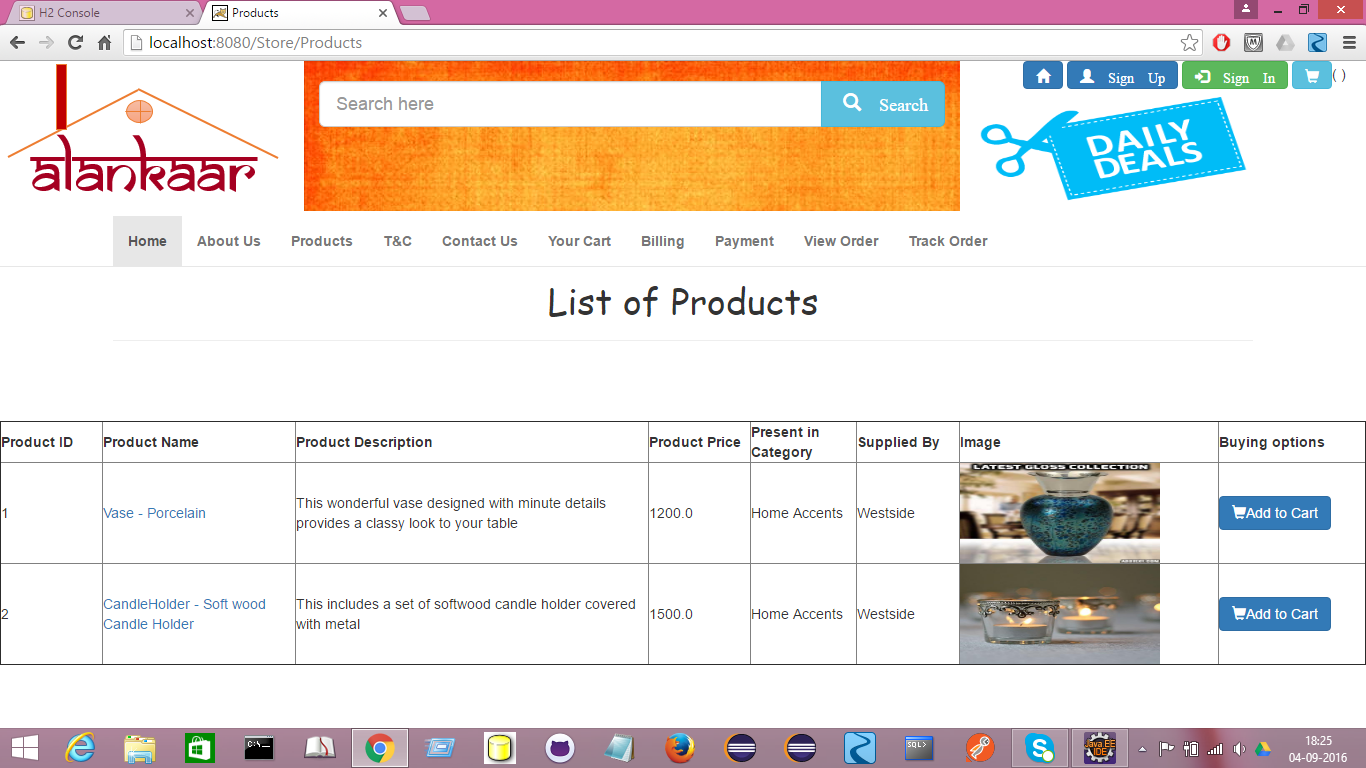 H2 Console
Products
localhost:8080/Store/Products
alankaar
Search here
Search
Sign Up
Sign In
( )
DAILY
DEALS
Home
About Us
Products
T&C
Contact Us
Your Cart
Billing
Payment
View Order
Track Order
List of Products
Product ID
Product Name
Product Description
Product Price
Present in
Category
Supplied By
Image
Buying options
1
Vase - Porcelain
This wonderful vase designed with minute details
provides a classy look to your table
1200.0
Home Accents
Westside
LATEST GLOSS COLLECTION
Add to Cart
2
CandleHolder - Soft wood
Candle Holder
This includes a set of softwood candle holder covered
with metal
1500.0
Home Accents
Westside
Add to Cart
C:\_
SQL>
Java EE
IDE
18:25
04-09-2016